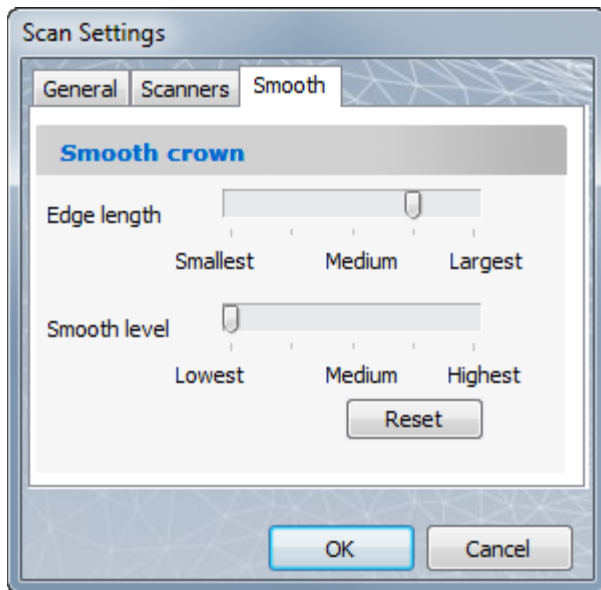 Scan Settings
General Scanners Smooth
Smooth crown
Edge length
Smallest Medium Largest
Smooth level
Lowest Medium Highest
Reset
OK Cancel